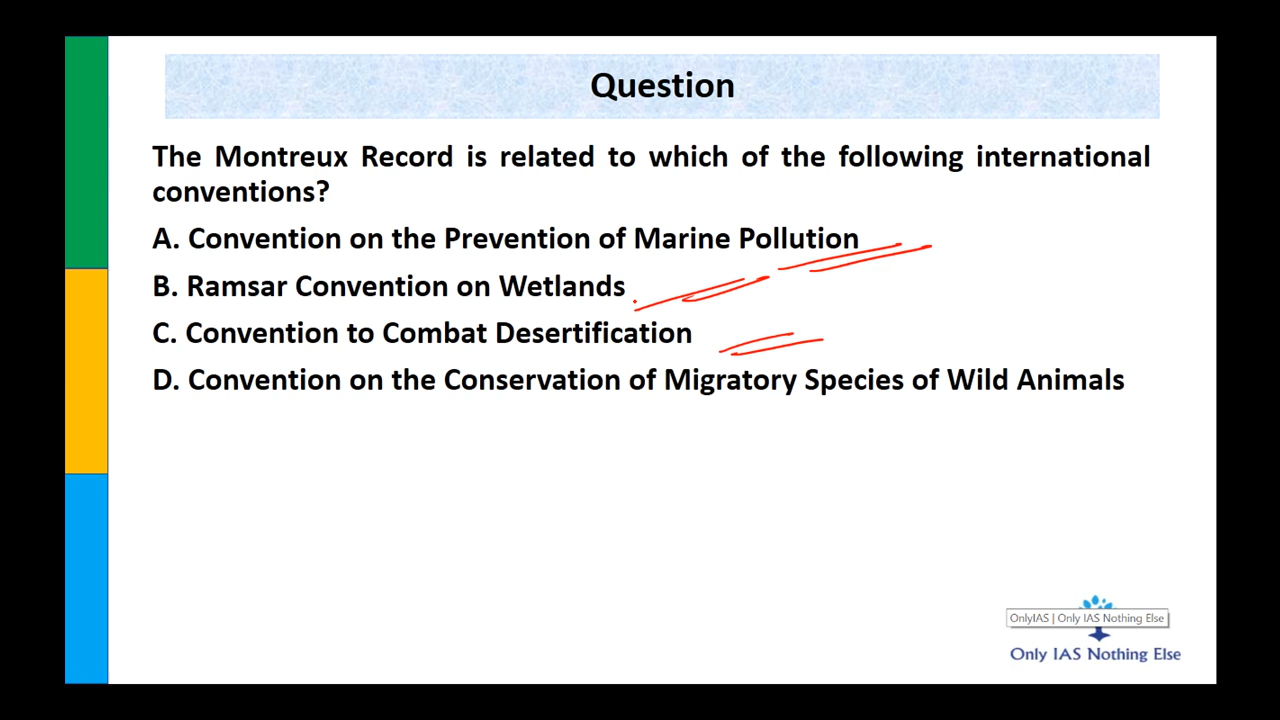 Question
The Montreux Record is related to which of the following international
conventions?
A. Convention on the Prevention of Marine Pollution
B. Ramsar Convention on Wetlands
C. Convention to Combat Desertification
D. Convention on the Conservation of Migratory Species of Wild Animals
OnlyIAS | Only IAS Nothing Else
Only IAS Nothing Else